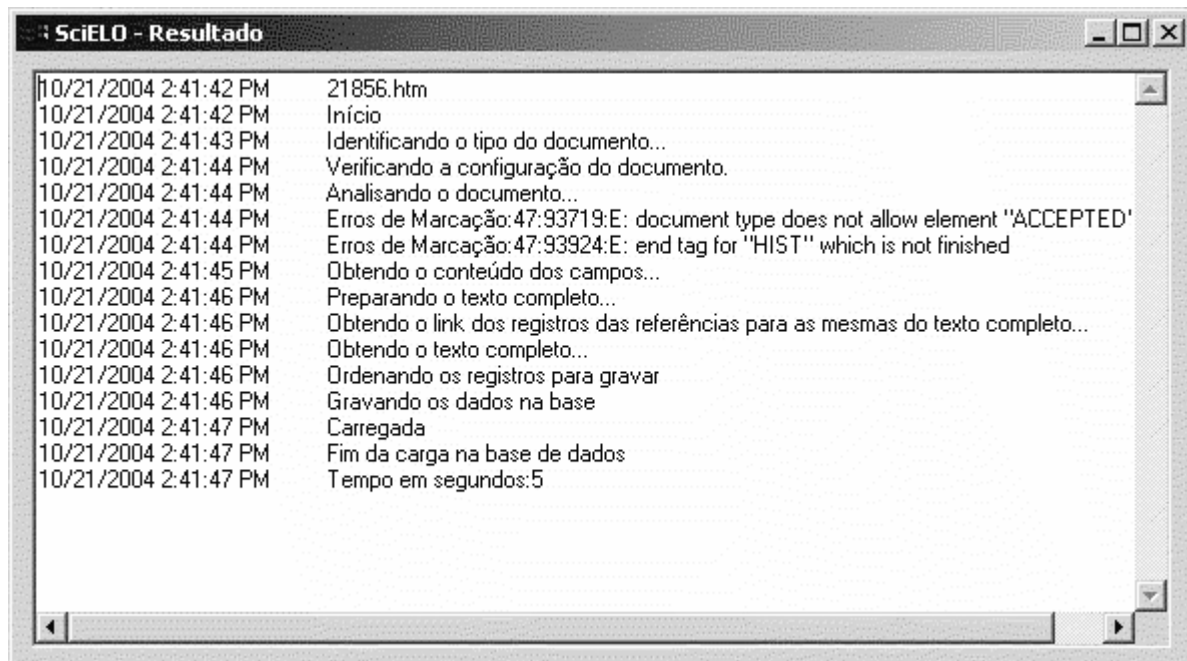 SciELO - Resultado
10/21/2004 2:41:42 PM 21856.htm
10/21/2004 2:41:42 PM Início
10/21/2004 2:41:43 PM Identificando o tipo do documento...
10/21/2004 2:41:44 PM Verificando a configuração do documento.
10/21/2004 2:41:44 PM Analisando o documento...
10/21/2004 2:41:44 PM Erros de Marcação:47:93719:E: document type does not allow element "ACCEPTED"
10/21/2004 2:41:44 PM Erros de Marcação:47:93924:E: end tag for "HIST" which is not finished
10/21/2004 2:41:45 PM Obtendo o conteúdo dos campos...
10/21/2004 2:41:46 PM Preparando o texto completo...
10/21/2004 2:41:46 PM Obtendo o link dos registros das referências para as mesmas do texto completo...
10/21/2004 2:41:46 PM Obtendo o texto completo...
10/21/2004 2:41:46 PM Ordenando os registros para gravar
10/21/2004 2:41:46 PM Gravando os dados na base
10/21/2004 2:41:47 PM Carregada
10/21/2004 2:41:47 PM Fim da carga na base de dados
10/21/2004 2:41:47 PM Tempo em segundos:5